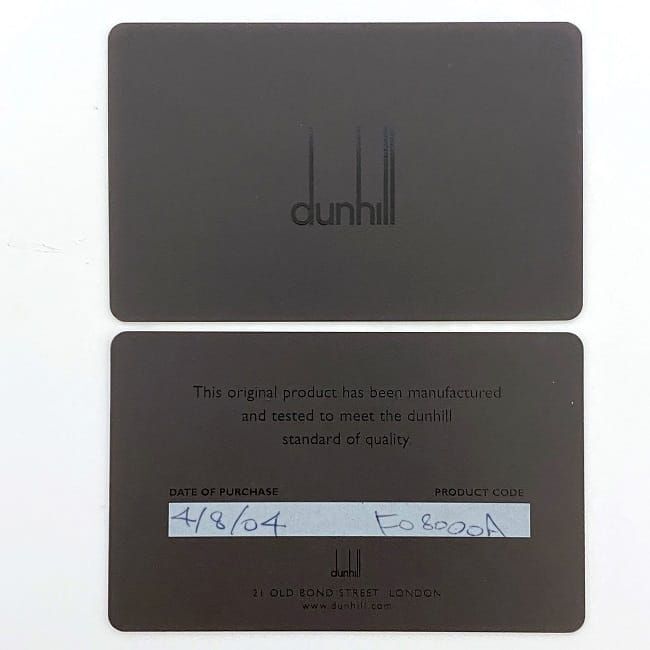 dunhill
This original product has been manufactured
and tested to meet the dunhill
standard of quality.
DATE OF PURCHASE PRODUCT CODE
4/8/04 FO8000A
dunhill
21 OLD BOND STREET LONDON
www.dunhill.com